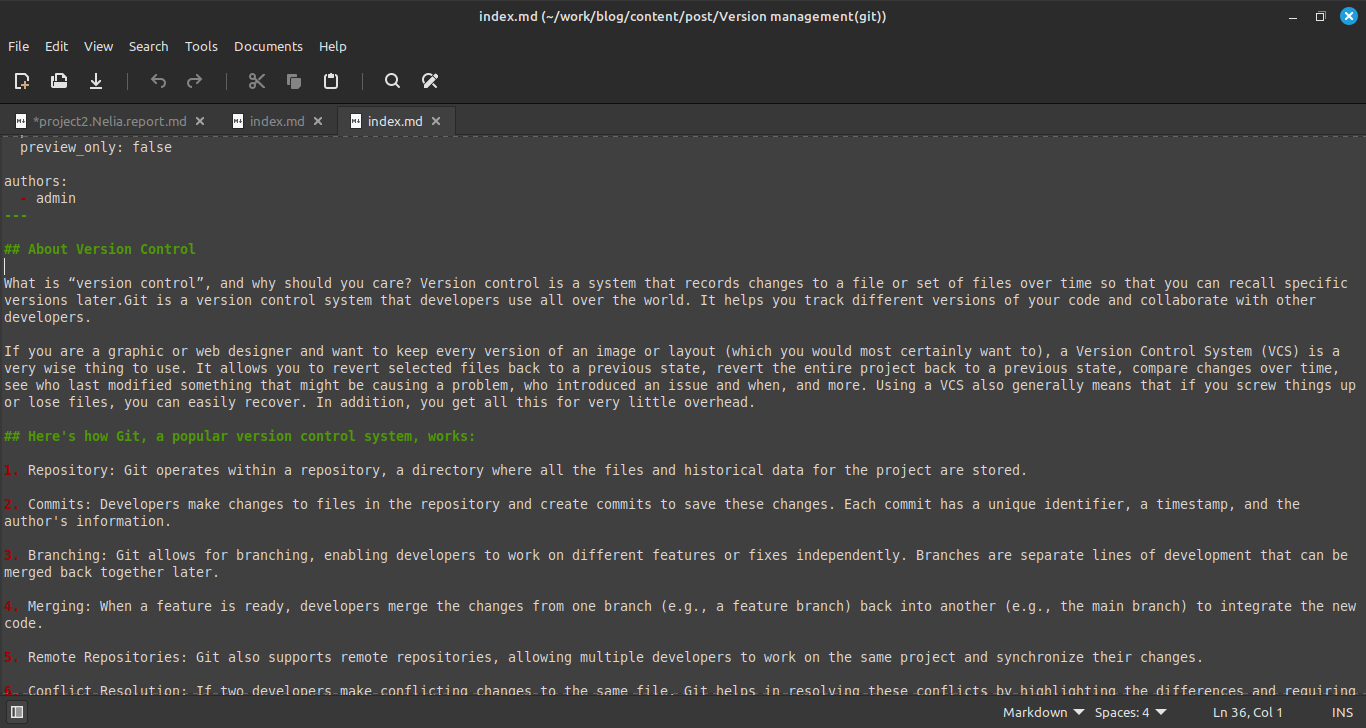 index.md (~/work/blog/content/post/Version management(git))
File Edit View Search Tools Documents Help
*project2.Nelia.report.md index.md index.md
preview_only: false
authors:
- admin
---
## About Version Control
What is “version control”, and why should you care? Version control is a system that records changes to a file or set of files over time so that you can recall specific
versions later.Git is a version control system that developers use all over the world. It helps you track different versions of your code and collaborate with other
developers.
If you are a graphic or web designer and want to keep every version of an image or layout (which you would most certainly want to), a Version Control System (VCS) is a
very wise thing to use. It allows you to revert selected files back to a previous state, revert the entire project back to a previous state, compare changes over time,
see who last modified something that might be causing a problem, who introduced an issue and when, and more. Using a VCS also generally means that if you screw things up
or lose files, you can easily recover. In addition, you get all this for very little overhead.
## Here's how Git, a popular version control system, works:
1. Repository: Git operates within a repository, a directory where all the files and historical data for the project are stored.
2. Commits: Developers make changes to files in the repository and create commits to save these changes. Each commit has a unique identifier, a timestamp, and the
author's information.
3. Branching: Git allows for branching, enabling developers to work on different features or fixes independently. Branches are separate lines of development that can be
merged back together later.
4. Merging: When a feature is ready, developers merge the changes from one branch (e.g., a feature branch) back into another (e.g., the main branch) to integrate the new
code.
5. Remote Repositories: Git also supports remote repositories, allowing multiple developers to work on the same project and synchronize their changes.
6. Conflict Resolution: If two developers make conflicting changes to the same file, Git helps in resolving these conflicts by highlighting the differences and requiring
Markdown Spaces: 4 Ln 36, Col 1 INS